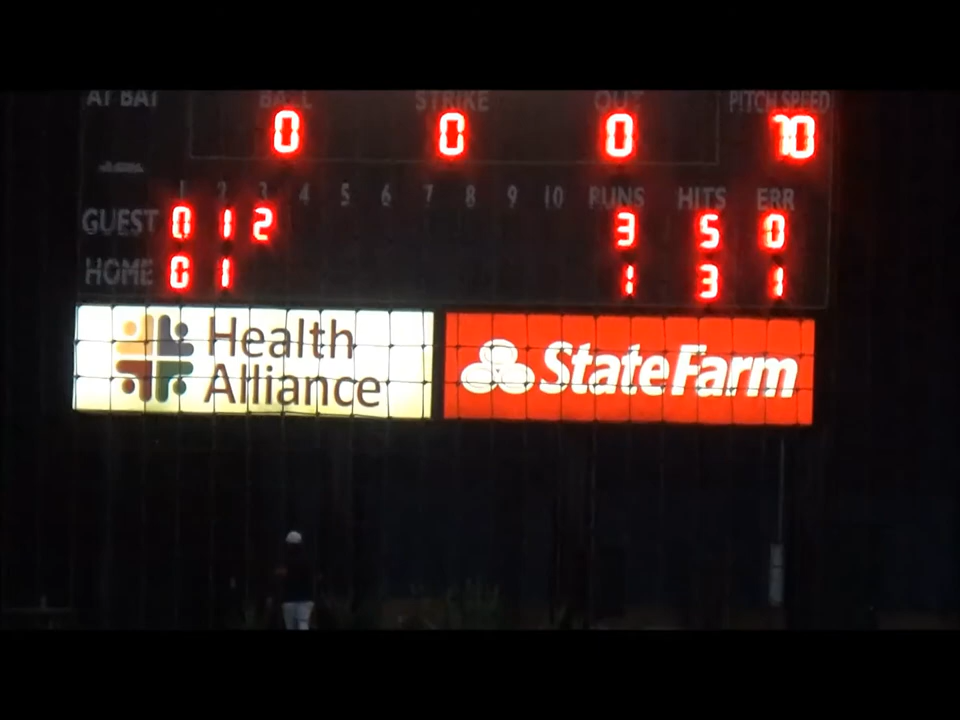 AT BAT BALL STRIKE OUT PITCH SPEED
0 0 0 70
1 2 3 4 5 6 7 8 9 10 RUNS HITS ERR
GUEST 0 1 2 3 5 0
HOME 0 1 1 3 1
Health
Alliance
State Farm